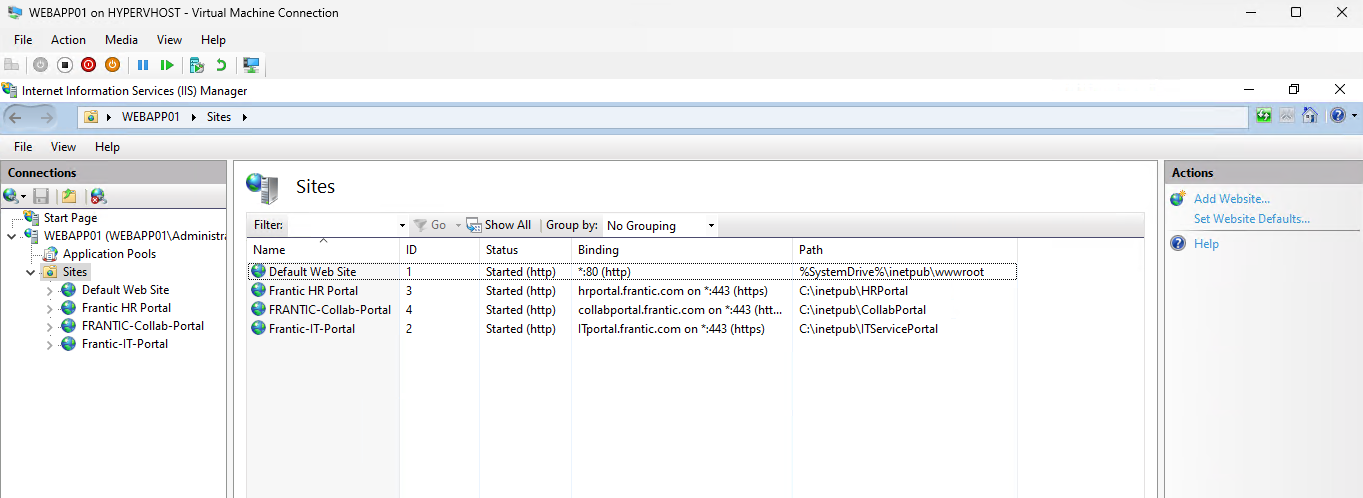 WEBAPP01 on HYPERVHOST - Virtual Machine Connection
File Action Media View Help
Internet Information Services (IIS) Manager
WEBAPP01 Sites
File View Help
Connections
Start Page
WEBAPP01 (WEBAPP01\Administra
Application Pools
Sites
Default Web Site
Frantic HR Portal
FRANTIC-Collab-Portal
Frantic-IT-Portal
Sites
Filter: Go Show All Group by: No Grouping
Name ID Status Binding Path
Default Web Site 1 Started (http) *:80 (http) %SystemDrive%\inetpub\wwwroot
Frantic HR Portal 3 Started (http) hrportal.frantic.com on *:443 (https) C:\inetpub\HRPortal
FRANTIC-Collab-Portal 4 Started (http) collabportal.frantic.com on *:443 (htt... C:\inetpub\CollabPortal
Frantic-IT-Portal 2 Started (http) ITportal.frantic.com on *:443 (https) C:\inetpub\ITServicePortal
Actions
Add Website...
Set Website Defaults...
Help